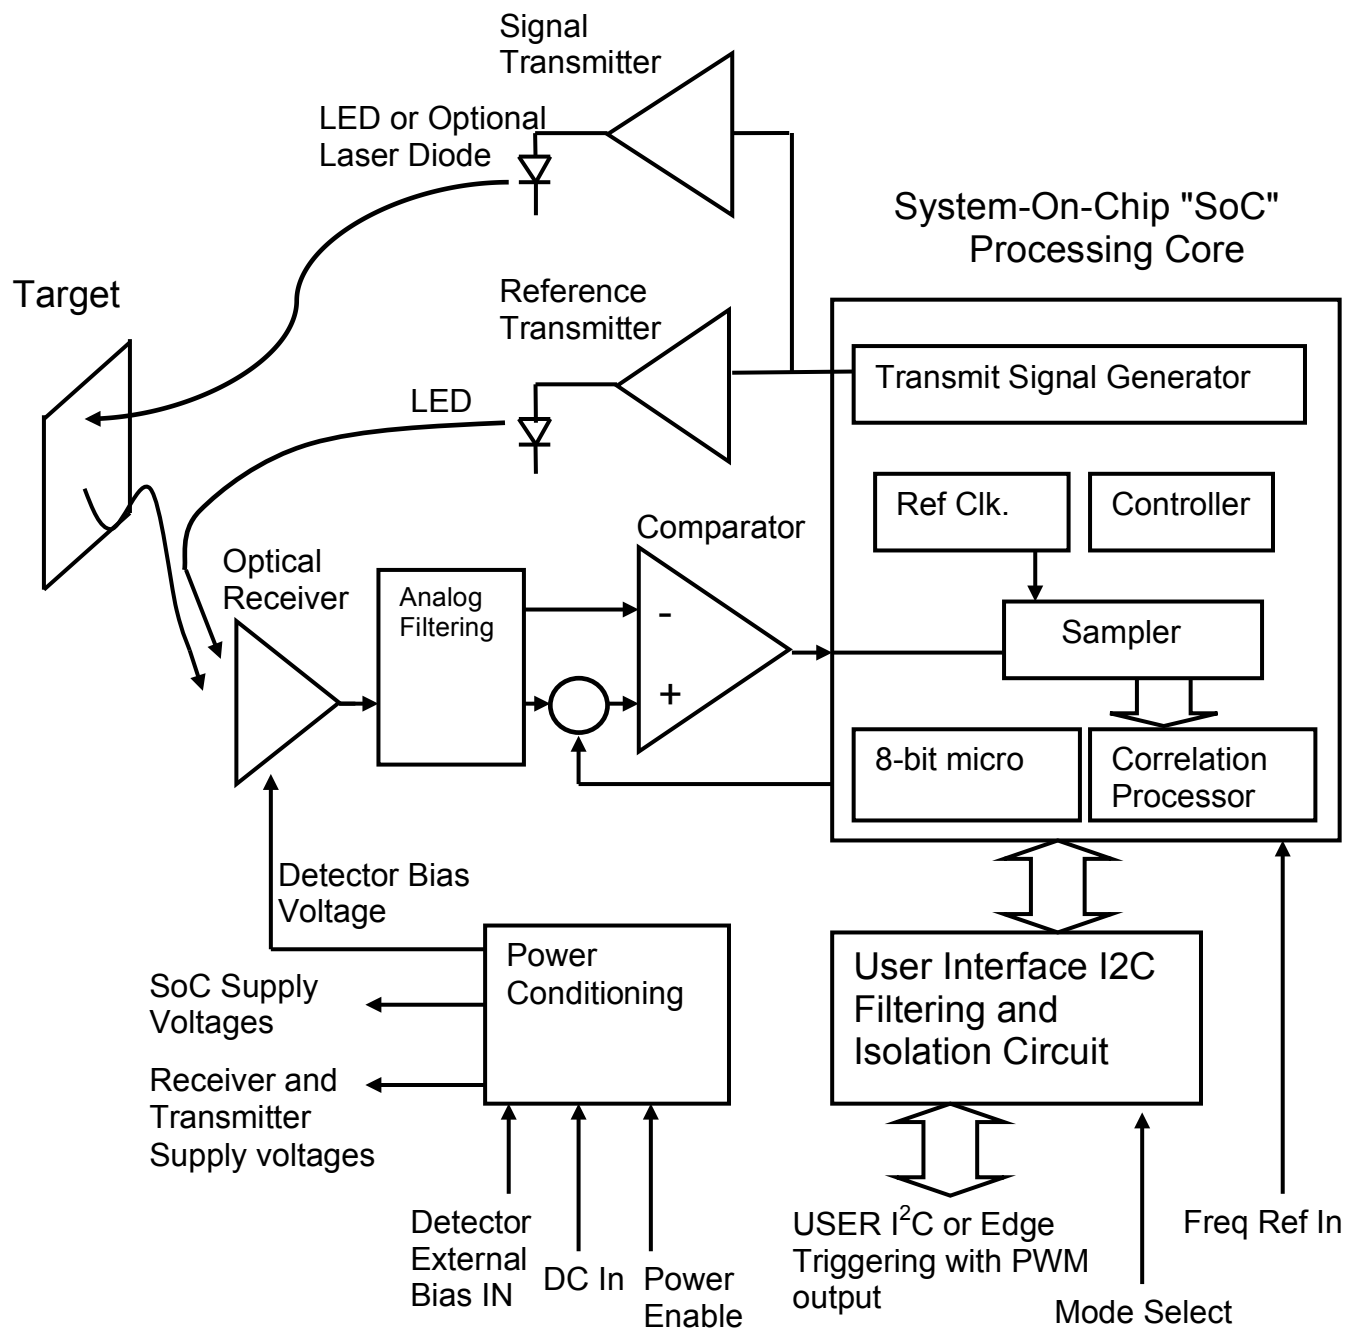 Signal
Transmitter
LED or Optional
Laser Diode
System-On-Chip "SoC"
Processing Core
Target
Reference
Transmitter
Transmit Signal Generator
LED
Ref Clk.
Controller
Comparator
Optical
Receiver
Analog
Filtering
-
Sampler
+
8-bit micro
Correlation
Processor
Detector Bias
Voltage
Power
Conditioning
User Interface I2C
Filtering and
Isolation Circuit
SoC Supply
Voltages
Receiver and
Transmitter
Supply voltages
Detector
External
Bias IN
DC In
Power
Enable
USER I²C or Edge
Triggering with PWM
output
Mode Select
Freq Ref In